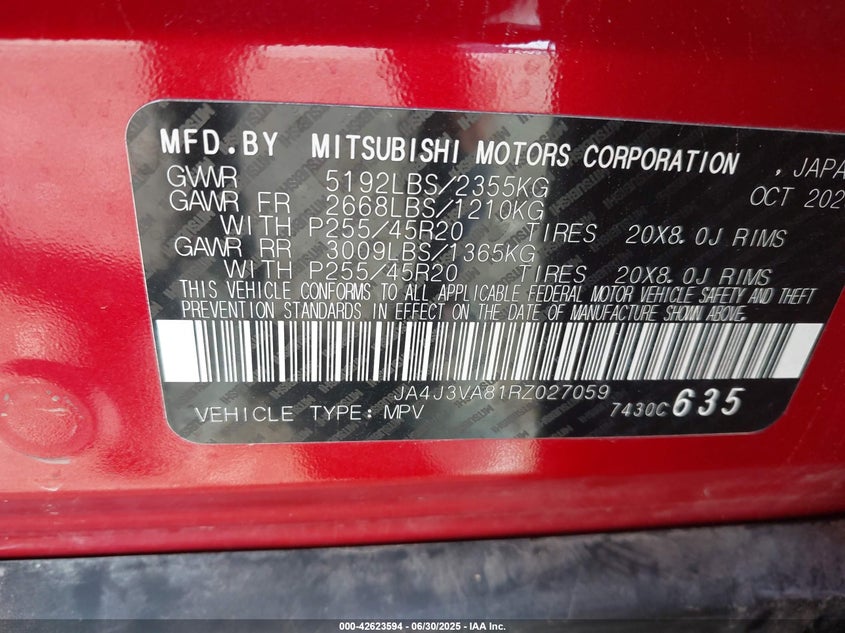 MFD.BY MITSUBISHI MOTORS CORPORATION , JAPA
GVWR 5192LBS/2355KG OCT 202
GAWR FR 2668LBS/1210KG
WITH P255/45R20 TIRES 20X8.0J RIMS
GAWR RR 3009LBS/1365KG
WITH P255/45R20 TIRES 20X8.0J RIMS
THIS VEHICLE CONFORMS TO ALL APPLICABLE FEDERAL MOTOR VEHICLE SAFETY AND THEFT
PREVENTION STANDARDS IN EFFECT ON THE DATE OF MANUFACTURE SHOWN ABOVE.
JA4J3VA81RZ027059
VEHICLE TYPE: MPV 7430C 635
000-42623594 - 06/30/2025 - IAA Inc.